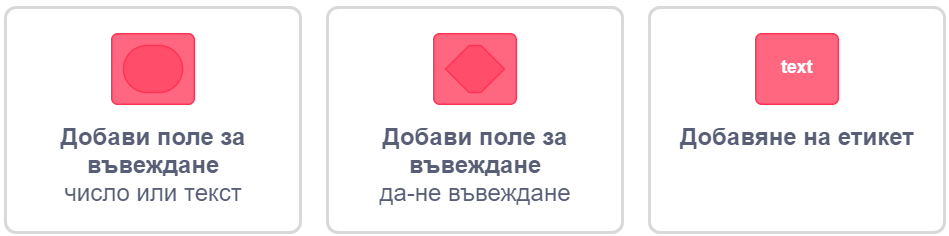 Добави поле за
въвеждане
число или текст
Добави поле за
въвеждане
да-не въвеждане
text
Добавяне на етикет